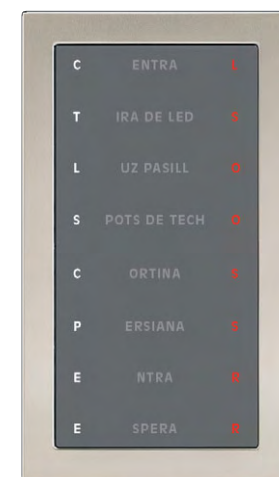 C ENTRA L
T IRA DE LED S
L UZ PASILL O
S POTS DE TECH O
C ORTINA S
P ERSIANA S
E NTRA R
E SPERA R